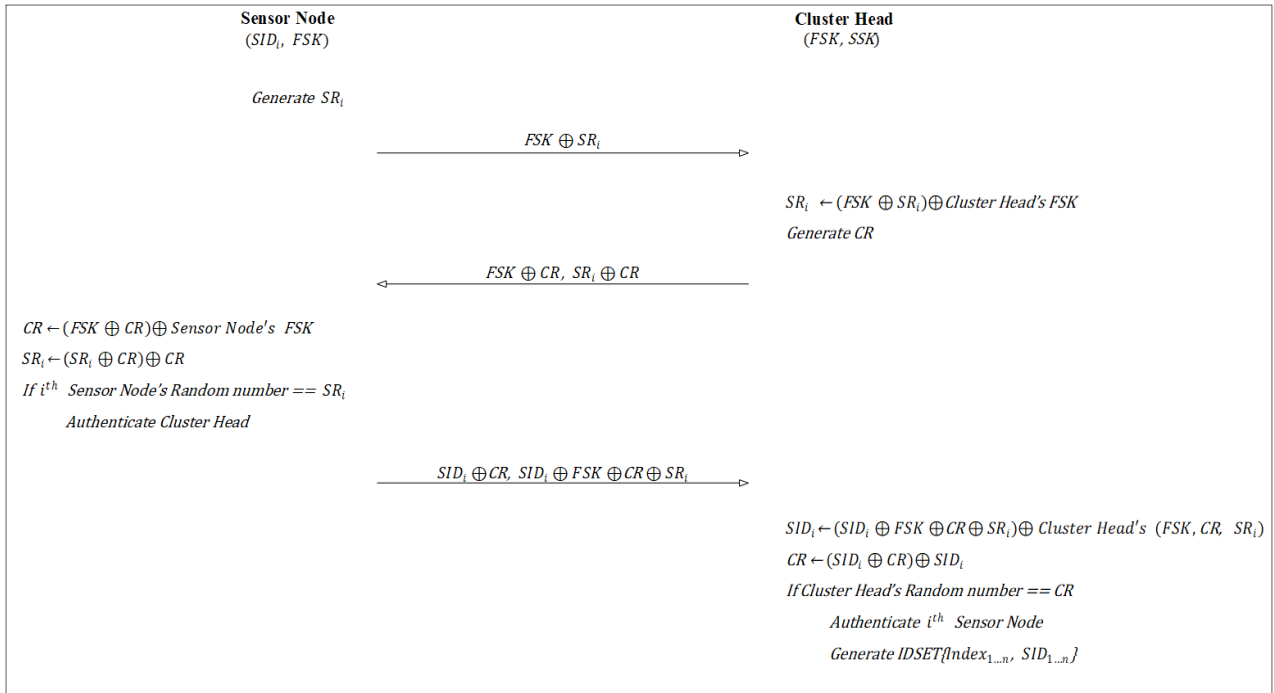 Sensor Node
(SIDᵢ, FSK)
Cluster Head
(FSK, SSK)
Generate SRᵢ
FSK ⊕ SRᵢ
SRᵢ ←(FSK ⊕ SRᵢ)⊕Cluster Head's FSK
Generate CR
FSK ⊕ CR, SRᵢ ⊕ CR
CR ←(FSK ⊕ CR)⊕ Sensor Node's FSK
SRᵢ←(SRᵢ ⊕ CR)⊕ CR
If iᵗʰ Sensor Node's Random number == SRᵢ
Authenticate Cluster Head
SIDᵢ ⊕CR, SIDᵢ ⊕ FSK ⊕CR ⊕ SRᵢ
SIDᵢ←(SIDᵢ ⊕ FSK ⊕CR ⊕ SRᵢ)⊕ Cluster Head's (FSK, CR, SRᵢ)
CR ←(SIDᵢ ⊕ CR)⊕ SIDᵢ
If Cluster Head's Random number == CR
Authenticate iᵗʰ Sensor Node
Generate IDSET{Index₁…ₙ, SID₁…ₙ}